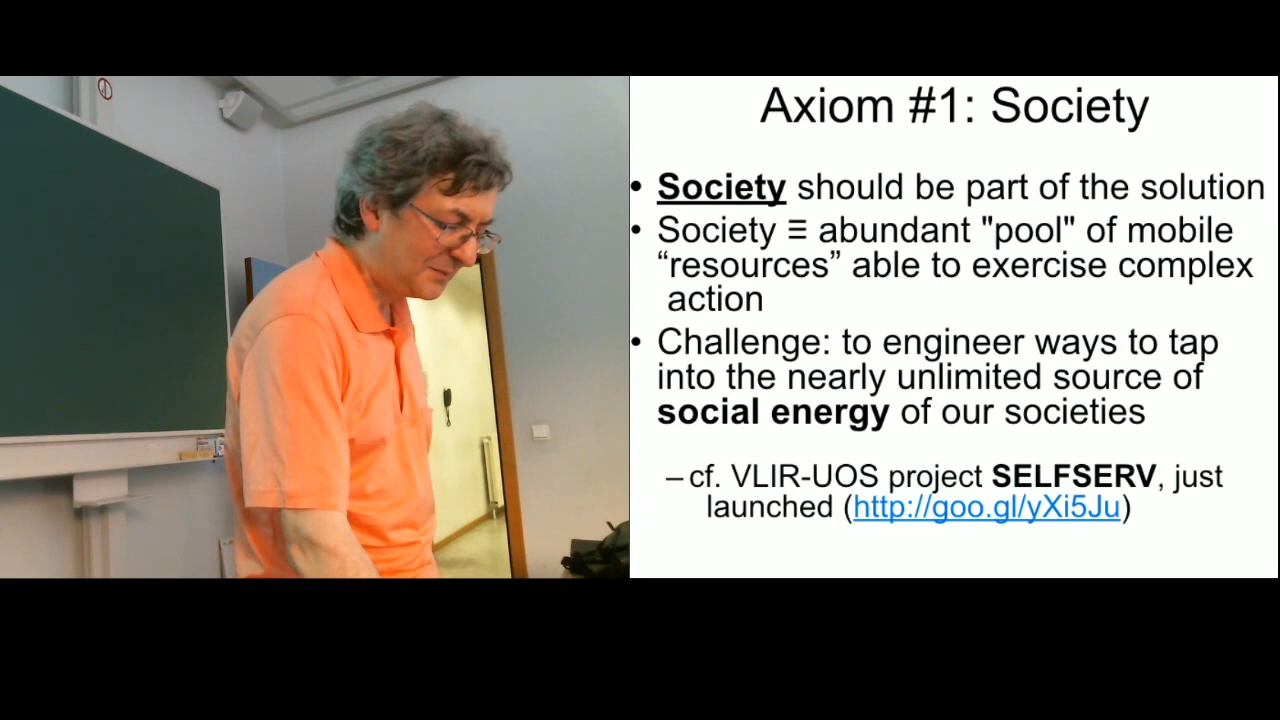 Axiom #1: Society
• Society should be part of the solution
• Society ≡ abundant "pool" of mobile
“resources” able to exercise complex
action
• Challenge: to engineer ways to tap
into the nearly unlimited source of
social energy of our societies
– cf. VLIR-UOS project SELFSERV, just
launched (http://goo.gl/yXi5Ju)